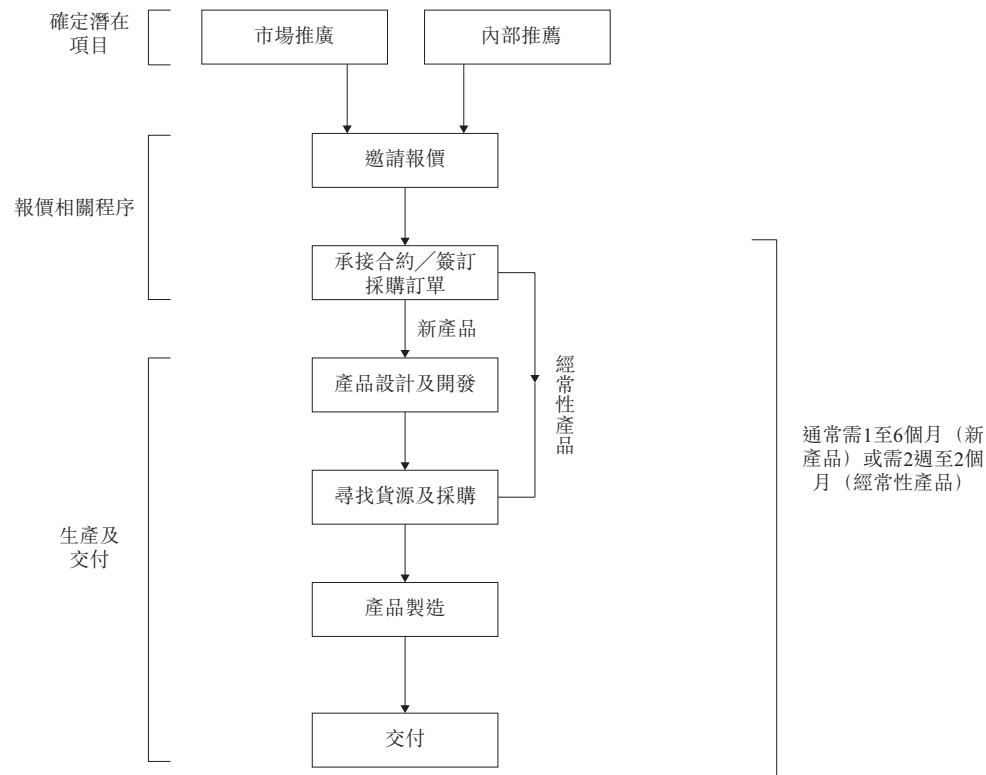 確定潛在
項目
市場推廣
內部推薦
邀請報價
報價相關程序
承接合約／簽訂
採購訂單
新產品
經常性產品
產品設計及開發
尋找貨源及採購
通常需1至6個月（新
產品）或需2週至2個
月（經常性產品）
生產及
交付
產品製造
交付